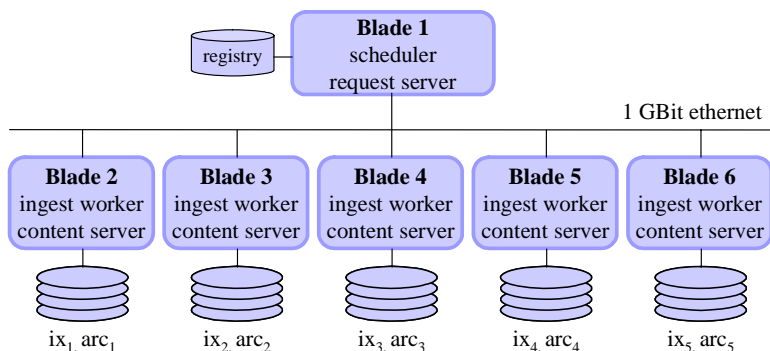 Blade 1
scheduler
request server
registry
1 GBit ethernet
Blade 2
ingest worker
content server
Blade 3
ingest worker
content server
Blade 4
ingest worker
content server
Blade 5
ingest worker
content server
Blade 6
ingest worker
content server
ix₁, arc₁
ix₂, arc₂
ix₃, arc₃
ix₄, arc₄
ix₅, arc₅